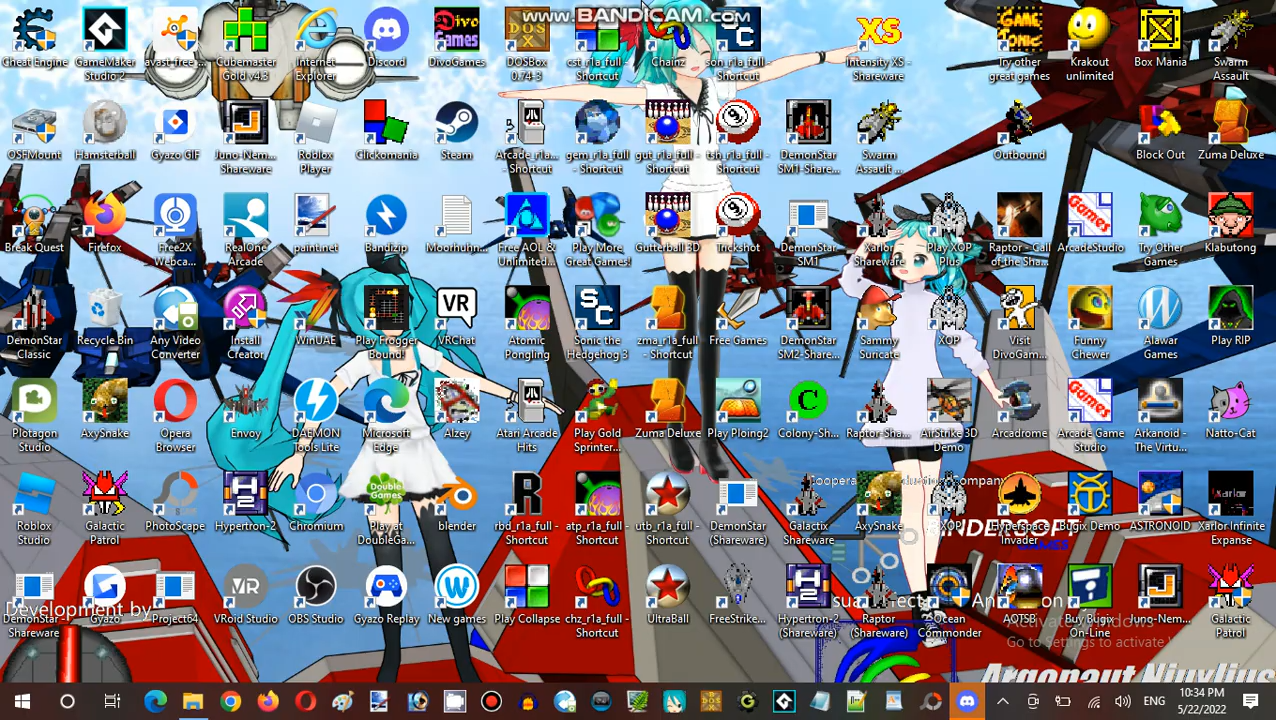 www.BANDICAM.com
Cheat Engine
GameMaker
Studio 2
avast_free_...
Cubemaster
Gold v4.3
Internet
Explorer
Discord
DivoGames
DOSBox
0.74-3
cst_r1a_full -
Shortcut
Chainz
son_r1a_full -
Shortcut
Intensity XS -
Shareware
Try other
great games
Krakout
unlimited
Box Mania
Swarm
Assault
OSFMount
Hamsterball
Gyazo GIF
Juno-Nem...
Shareware
Roblox
Player
Clickomania
Steam
Arcade_r1a...
- Shortcut
gem_r1a_full
- Shortcut
gut_r1a_full -
Shortcut
tsh_r1a_full -
Shortcut
DemonStar
SM1-Share...
Swarm
Assault ...
Outbound
Block Out
Zuma Deluxe
Break Quest
Firefox
Free2X
Webca...
RealOne
Arcade
paintnet
Bandizip
Moorhuhn...
Free AOL &
Unlimited...
Play More
Great Games!
Gutterball 3D
Trickshot
DemonStar
SM1
Xarlor
Shareware
Play XOP
Plus
Raptor - Call
of the Sha...
ArcadeStudio
Try Other
Games
Klabutong
DemonStar
Classic
Recycle Bin
Any Video
Converter
Install
Creator
WinUAE
Play Frogger
Bound!
VRChat
Atomic
Pongling
Sonic the
Hedgehog 3
zma_r1a_full
- Shortcut
Free Games
DemonStar
SM2-Share...
Sammy
Suricate
XOP
Visit
DivoGam...
Funny
Chewer
Alawar
Games
Play RIP
Plotagon
Studio
AxySnake
Opera
Browser
Envoy
DAEMON
Tools Lite
Microsoft
Edge
Alzey
Atari Arcade
Hits
Play Gold
Sprinter...
Zuma Deluxe
Play Ploing2
Colony-Sh...
Raptor-Sha...
AirStrike 3D
Demo
Arcadrome
Arcade Game
Studio
Arkanoid -
The Virtu...
Natto-Cat
Roblox
Studio
Galactic
Patrol
PhotoScape
Hypertron-2
Chromium
Play at
DoubleGa...
blender
rbd_r1a_full -
Shortcut
atp_r1a_full -
Shortcut
utb_r1a_full -
Shortcut
DemonStar
(Shareware)
Galactix
Shareware
AxySnake
XOP
Hyperspace
Invader
Bugix Demo
ASTRONOID
Xarlor Infinite
Expanse
GAMES
DemonStar -
Shareware
Gyazo
Project64
VRoid Studio
OBS Studio
Gyazo Replay
New games
Play Collapse
chz_r1a_full -
Shortcut
UltraBall
FreeStrike...
Hypertron-2
(Shareware)
Raptor
(Shareware)
Ocean
Commonder
AOTSB
Buy Bugix
On-Line
Juno-Nem...
Shareware
Galactic
Patrol
Development by
Activate Windows
Go to Settings to activate Windows.
ENG
10:34 PM
5/22/2022